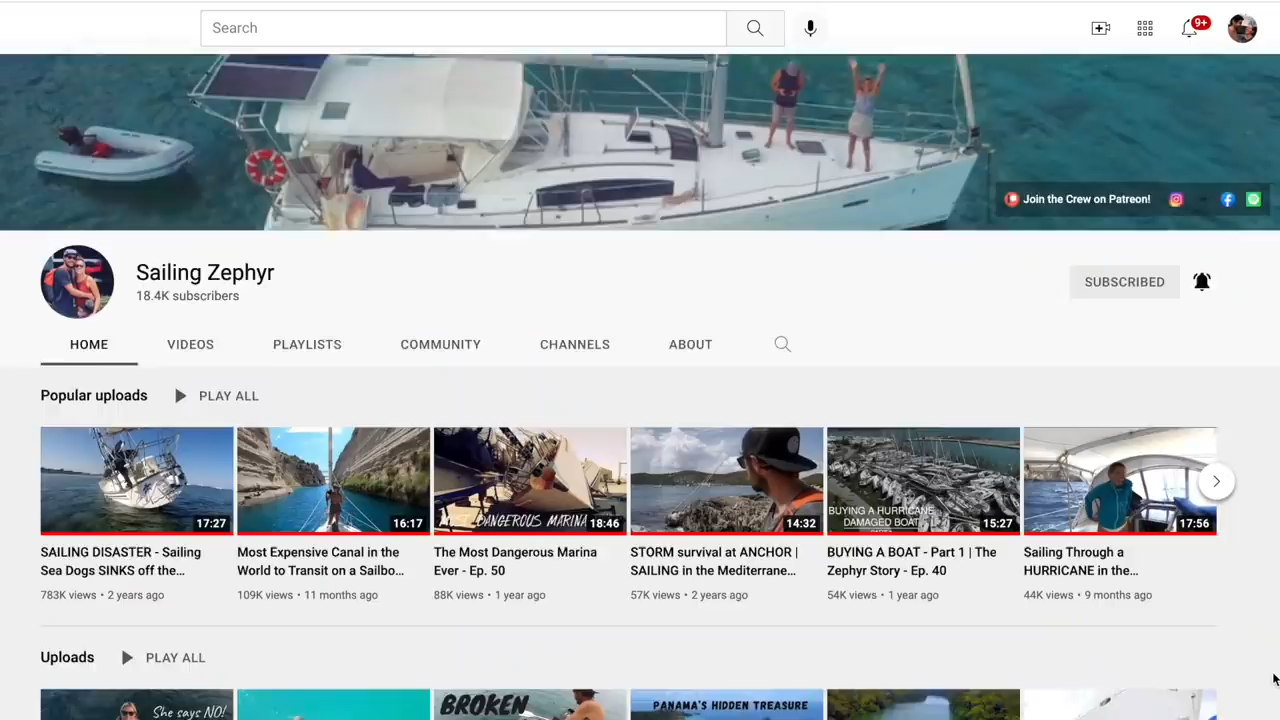 Search
9+
Join the Crew on Patreon!
Sailing Zephyr
18.4K subscribers
SUBSCRIBED
HOME
VIDEOS
PLAYLISTS
COMMUNITY
CHANNELS
ABOUT
Popular uploads
PLAY ALL
17:27
16:17
MOST DANGEROUS MARINA
18:46
14:32
BUYING A HURRICANE
DAMAGED BOAT
15:27
17:56
SAILING DISASTER - Sailing
Sea Dogs SINKS off the...
783K views • 2 years ago
Most Expensive Canal in the
World to Transit on a Sailbo...
109K views • 11 months ago
The Most Dangerous Marina
Ever - Ep. 50
88K views • 1 year ago
STORM survival at ANCHOR |
SAILING in the Mediterrane...
57K views • 2 years ago
BUYING A BOAT - Part 1 | The
Zephyr Story - Ep. 40
54K views • 1 year ago
Sailing Through a
HURRICANE in the...
44K views • 9 months ago
Uploads
PLAY ALL
She says NO!
BROKEN
PANAMA'S HIDDEN TREASURE